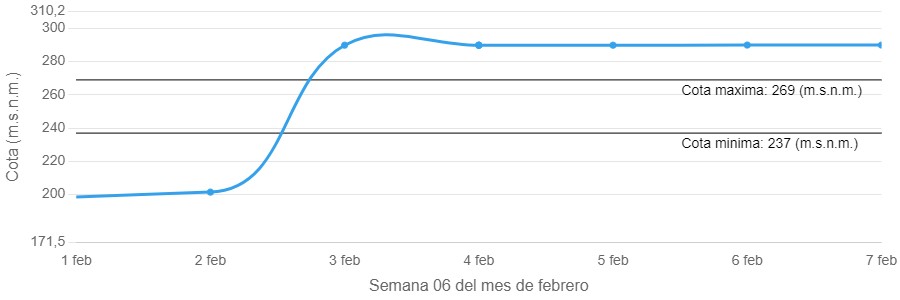 310,2
300
280
260
240
220
200
171,5
Cota (m.s.n.m.)
Cota maxima: 269 (m.s.n.m.)
Cota minima: 237 (m.s.n.m.)
1 feb 2 feb 3 feb 4 feb 5 feb 6 feb 7 feb
Semana 06 del mes de febrero